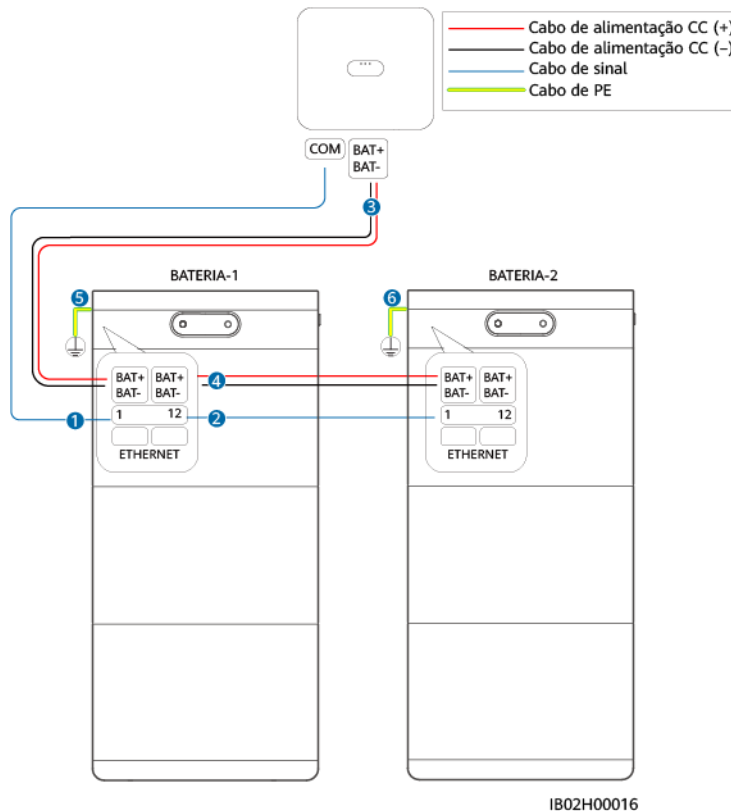 Cabo de alimentação CC (+)
Cabo de alimentação CC (–)
Cabo de sinal
Cabo de PE
COM
BAT+
BAT-
3
BATERIA-1
BATERIA-2
5
6
BAT+ BAT+
BAT- BAT-
4
BAT+ BAT+
BAT- BAT-
1
1 12
2
1 12
ETHERNET
ETHERNET
IB02H00016